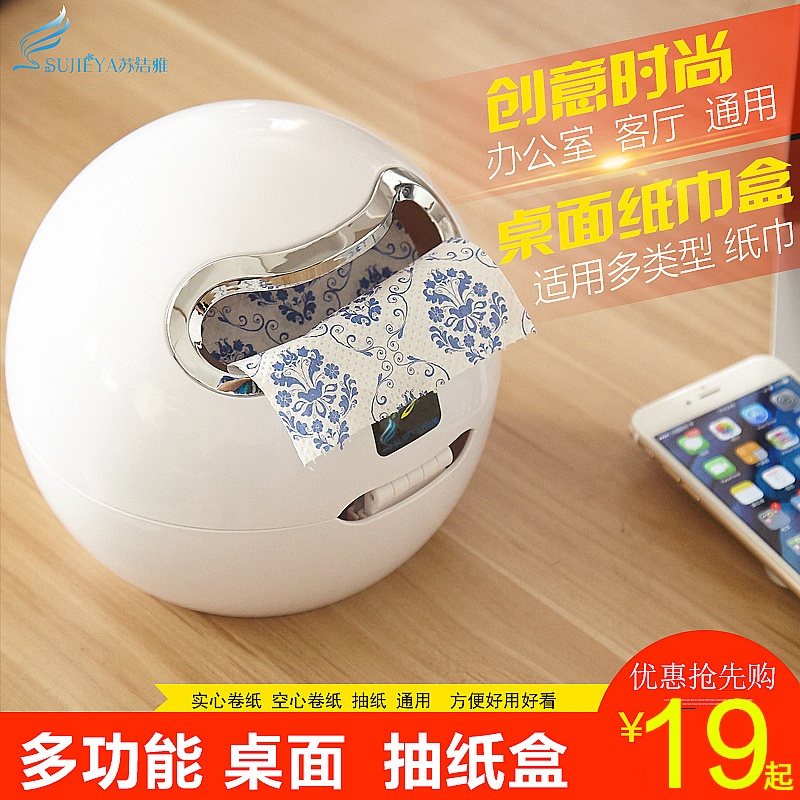 SUJIEYA苏洁雅
创意时尚
办公室 客厅 通用
桌面纸巾盒
适用多类型 纸巾
实心卷纸 空心卷纸 抽纸 通用 方便好用好看
多功能 桌面 抽纸盒
优惠抢先购
¥19起